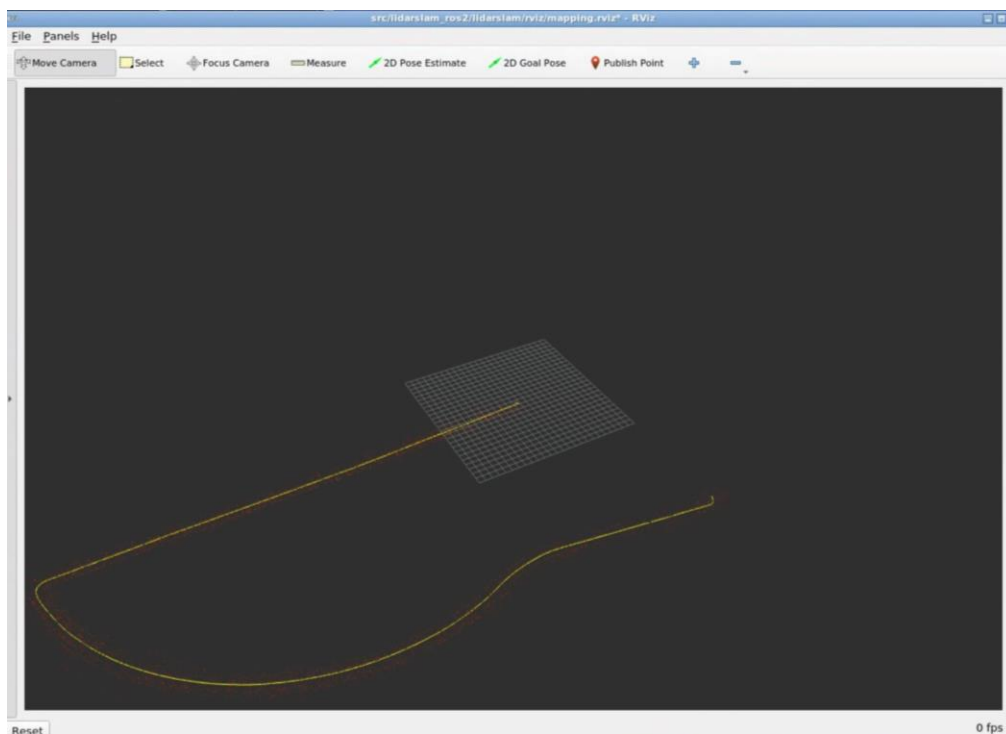 src/lidarslam_ros2/lidarslam/rviz/mapping.rviz* - RViz
File Panels Help
Move Camera Select Focus Camera Measure 2D Pose Estimate 2D Goal Pose Publish Point
Reset 0 fps